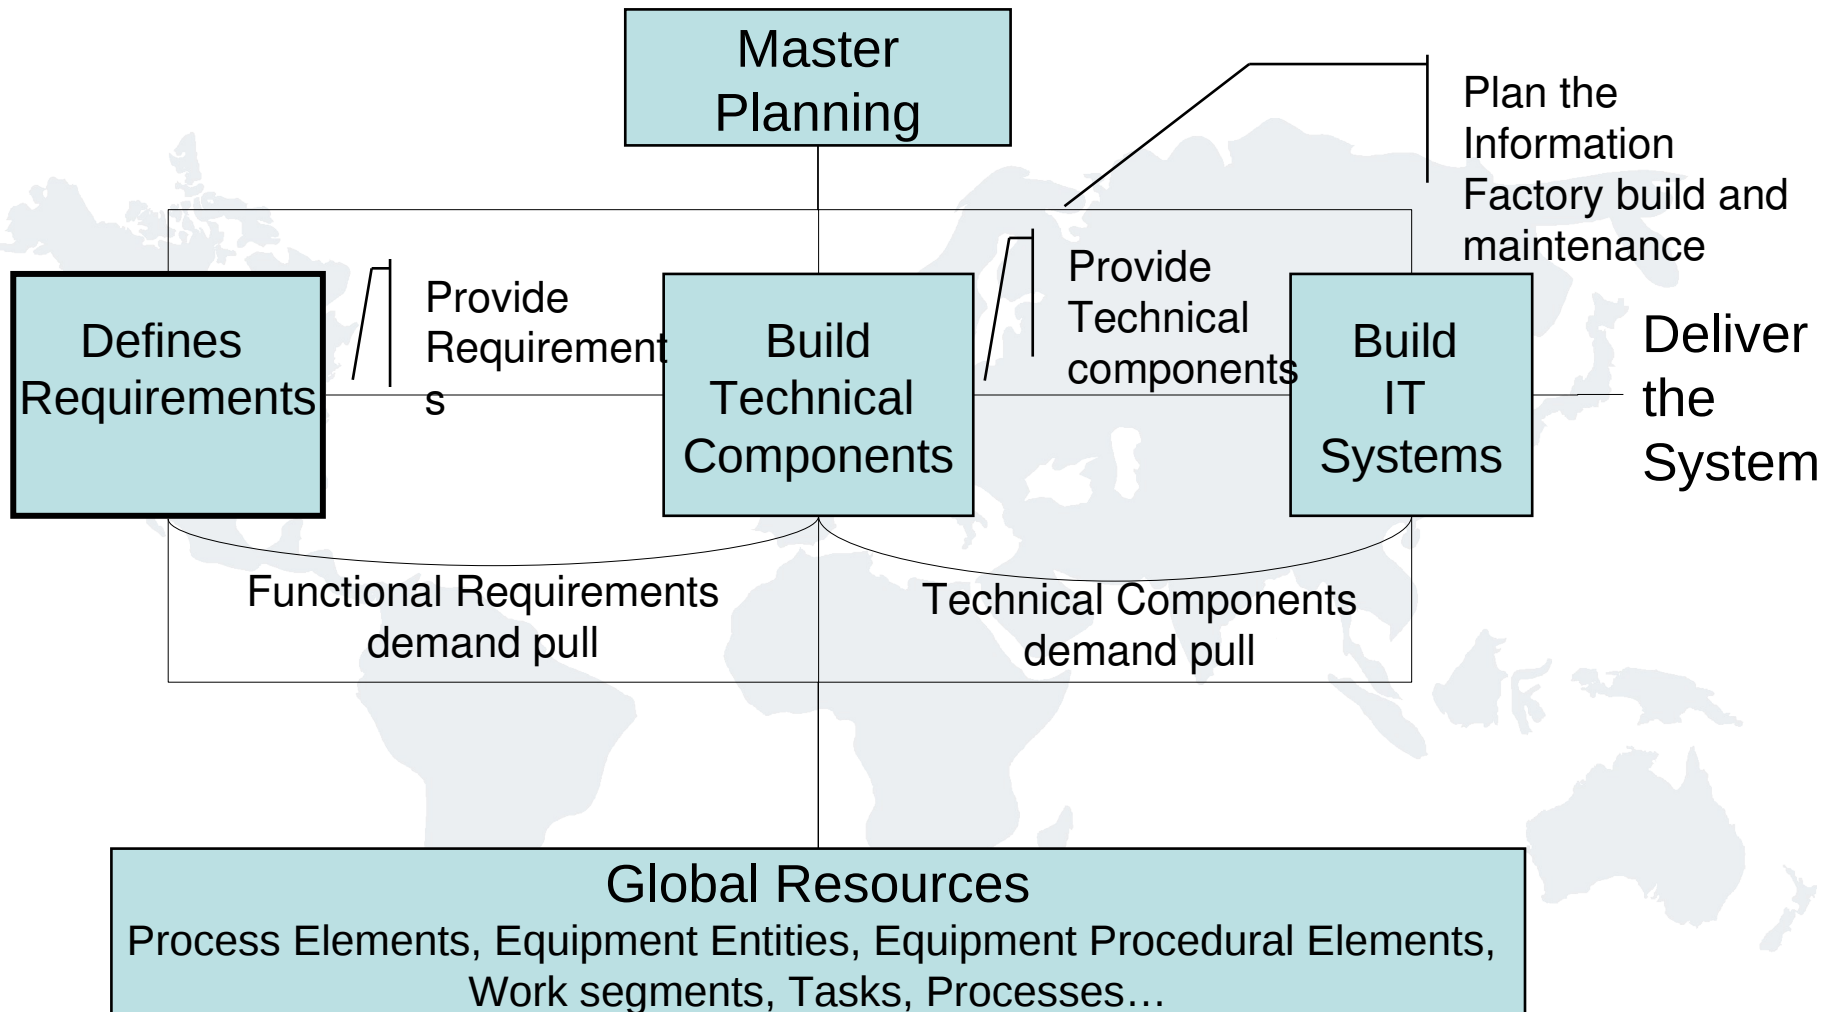 Master
Planning
Plan the
Information
Factory build and
maintenance
Defines
Requirements
Provide
Requirement
s
Build
Technical
Components
Provide
Technical
components
Build
IT
Systems
Deliver
the
System
Functional Requirements
demand pull
Technical Components
demand pull
Global Resources
Process Elements, Equipment Entities, Equipment Procedural Elements,
Work segments, Tasks, Processes…